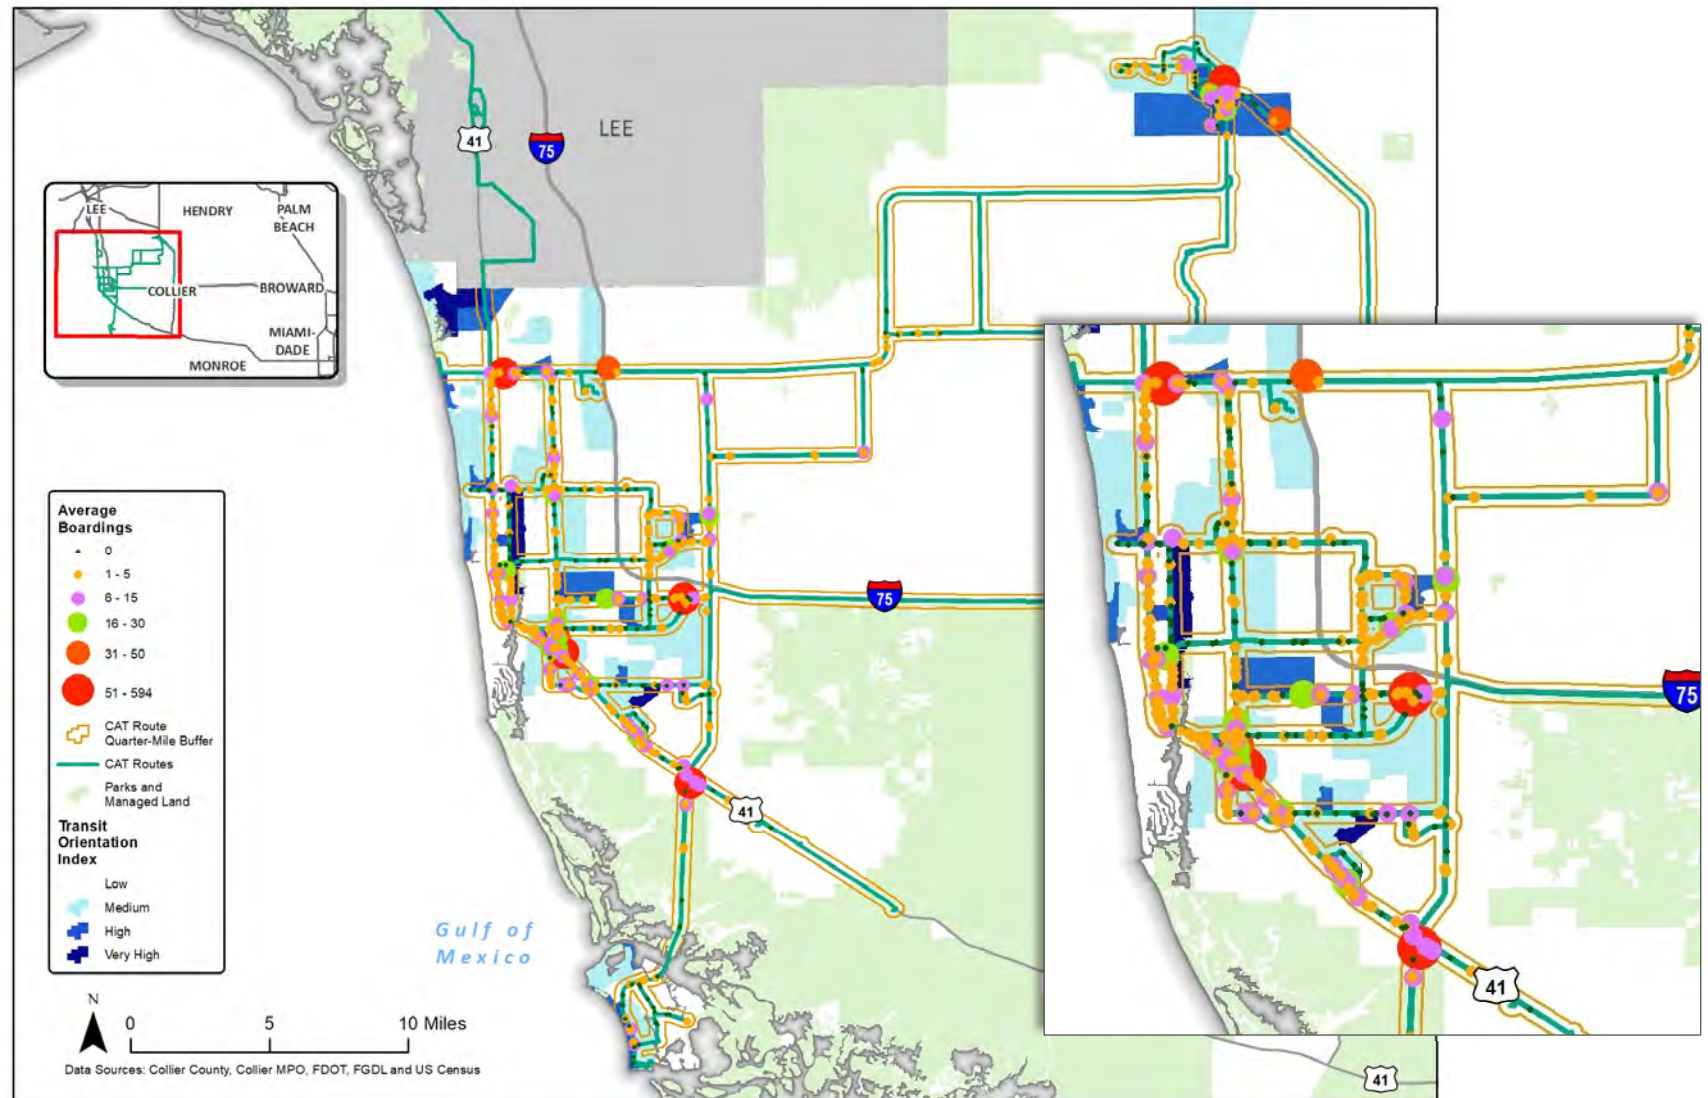 LEE
41
75
LEE
HENDRY
PALM
BEACH
COLLIER
BROWARD
MIAMI-
DADE
MONROE
75
75
41
41
41
Gulf of
Mexico
Average
Boardings
0
1 - 5
6 - 15
16 - 30
31 - 50
51 - 594
CAT Route
Quarter-Mile Buffer
CAT Routes
Parks and
Managed Land
Transit
Orientation
Index
Low
Medium
High
Very High
N
0 5 10 Miles
Data Sources: Collier County, Collier MPO, FDOT, FGDL and US Census